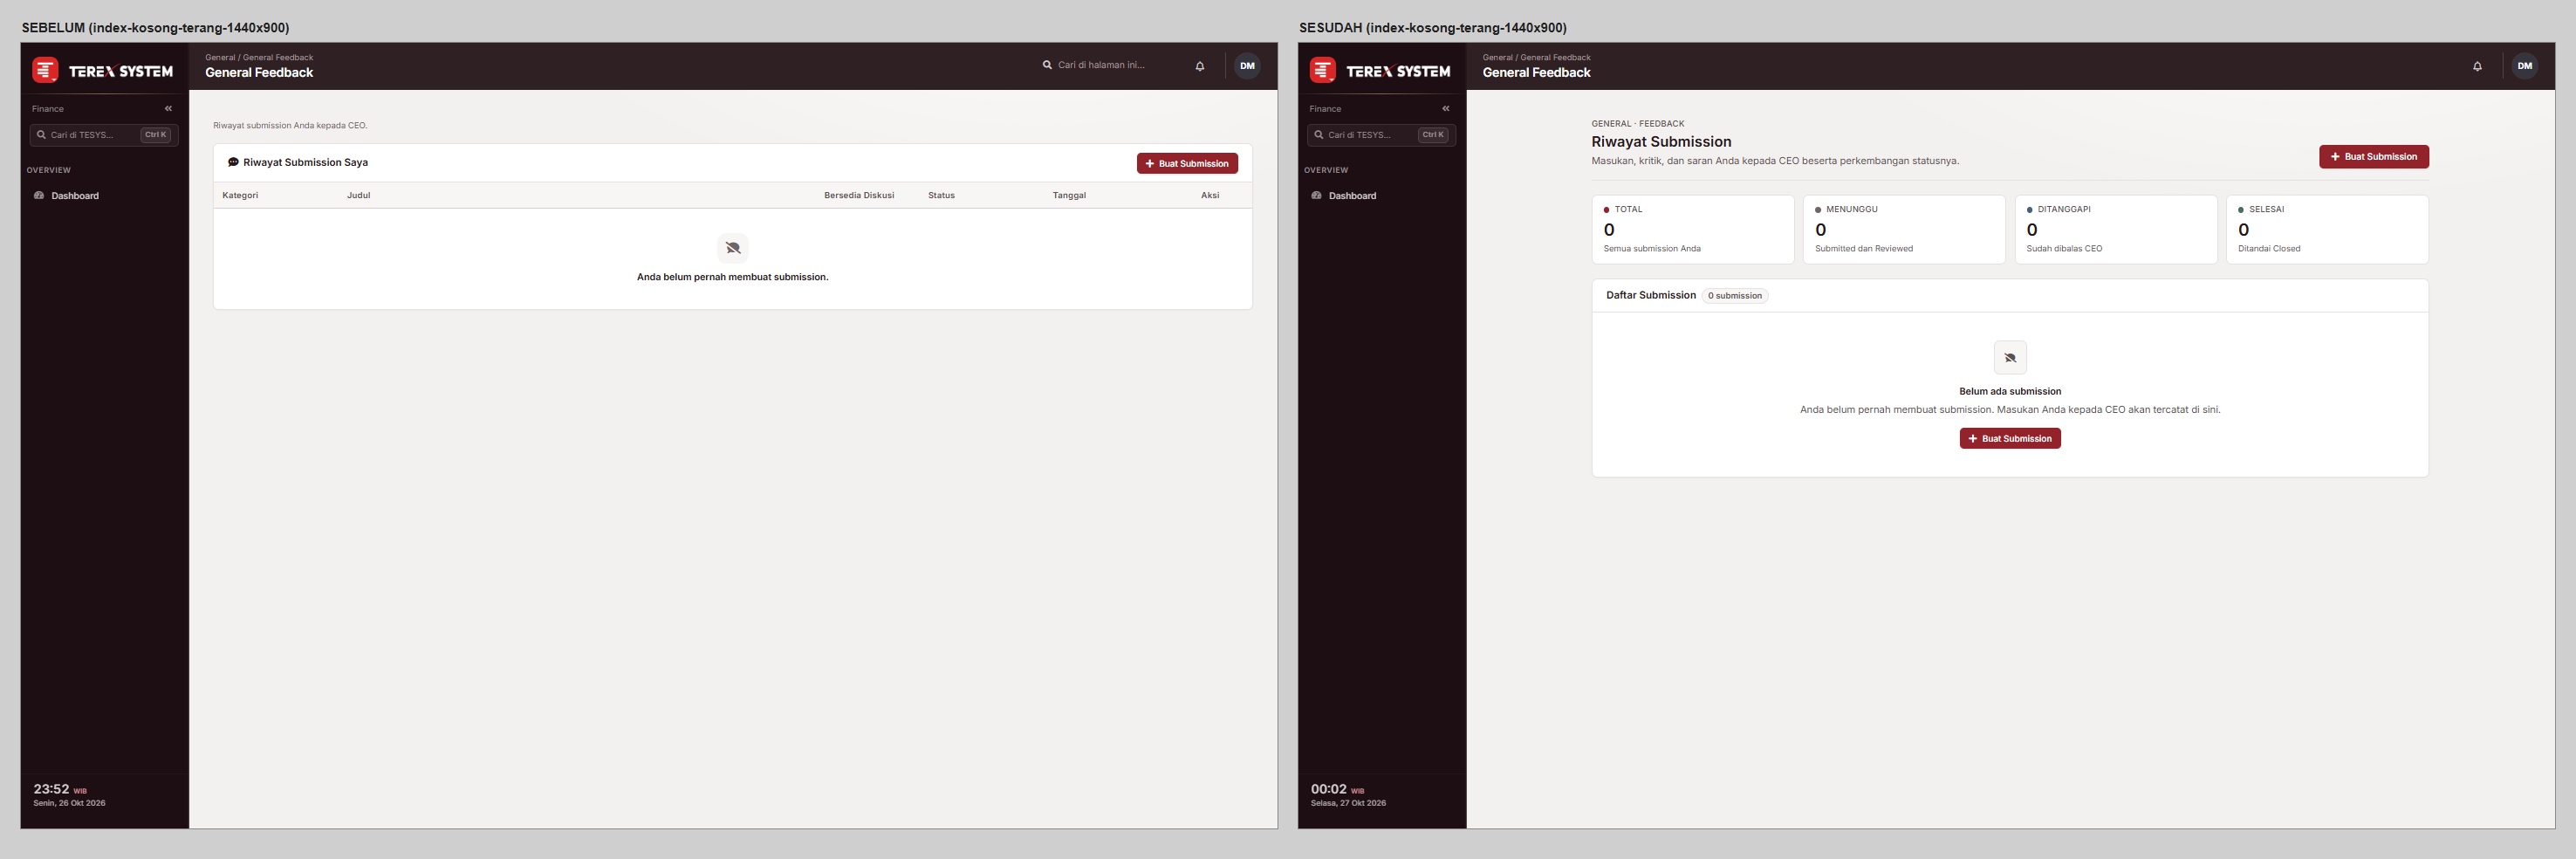 SEBELUM (index-kosong-terang-1440x900)
TEREX SYSTEM
General / General Feedback
General Feedback
Cari di halaman ini...
DM
Finance
Cari di TESYS...
Ctrl K
OVERVIEW
Dashboard
Riwayat submission Anda kepada CEO.
Riwayat Submission Saya
Buat Submission
Kategori Judul Bersedia Diskusi Status Tanggal Aksi
Anda belum pernah membuat submission.
23:52 WIB
Senin, 26 Okt 2026
SESUDAH (index-kosong-terang-1440x900)
TEREX SYSTEM
General / General Feedback
General Feedback
DM
Finance
Cari di TESYS...
Ctrl K
OVERVIEW
Dashboard
GENERAL · FEEDBACK
Riwayat Submission
Masukan, kritik, dan saran Anda kepada CEO beserta perkembangan statusnya.
Buat Submission
TOTAL
0
Semua submission Anda
MENUNGGU
0
Submitted dan Reviewed
DITANGGAPI
0
Sudah dibalas CEO
SELESAI
0
Ditandai Closed
Daftar Submission 0 submission
Belum ada submission
Anda belum pernah membuat submission. Masukan Anda kepada CEO akan tercatat di sini.
Buat Submission
00:02 WIB
Selasa, 27 Okt 2026